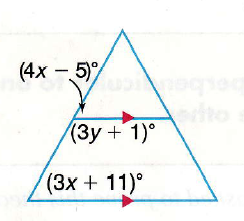 (4x – 5)°
(3y + 1)°
(3x + 11)°